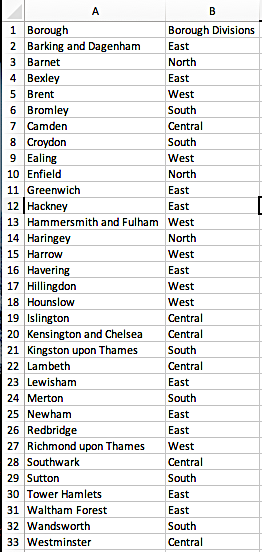 A B
1 Borough Borough Divisions
2 Barking and Dagenham East
3 Barnet North
4 Bexley East
5 Brent West
6 Bromley South
7 Camden Central
8 Croydon South
9 Ealing West
10 Enfield North
11 Greenwich East
12 Hackney East
13 Hammersmith and Fulham West
14 Haringey North
15 Harrow West
16 Havering East
17 Hillingdon West
18 Hounslow West
19 Islington Central
20 Kensington and Chelsea Central
21 Kingston upon Thames South
22 Lambeth Central
23 Lewisham East
24 Merton South
25 Newham East
26 Redbridge East
27 Richmond upon Thames West
28 Southwark Central
29 Sutton South
30 Tower Hamlets East
31 Waltham Forest East
32 Wandsworth South
33 Westminster Central